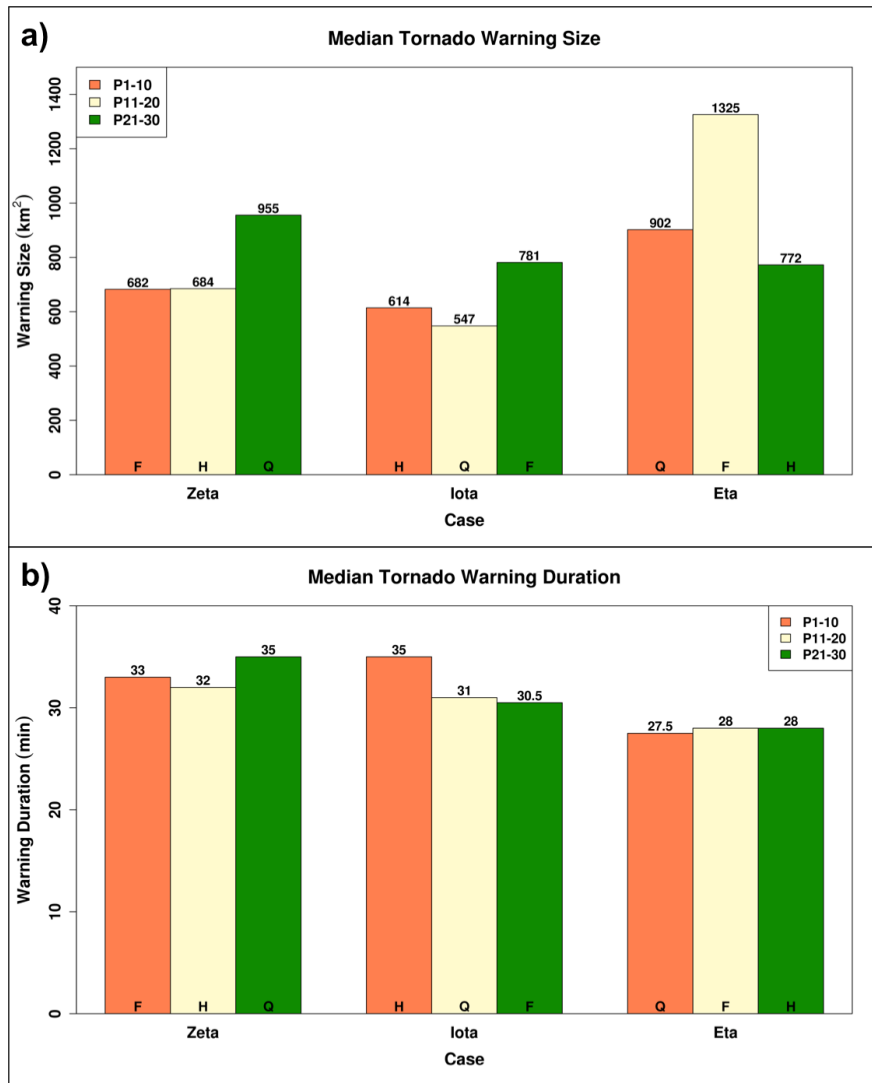 a)
Median Tornado Warning Size
P1-10
P11-20
P21-30
Warning Size (km²)
0
200
400
600
800
1000
1200
1400
682
684
955
614
547
781
902
1325
772
F
H
Q
H
Q
F
Q
F
H
Zeta
Iota
Eta
Case
b)
Median Tornado Warning Duration
P1-10
P11-20
P21-30
Warning Duration (min)
0
10
20
30
40
33
32
35
35
31
30.5
27.5
28
28
F
H
Q
H
Q
F
Q
F
H
Zeta
Iota
Eta
Case